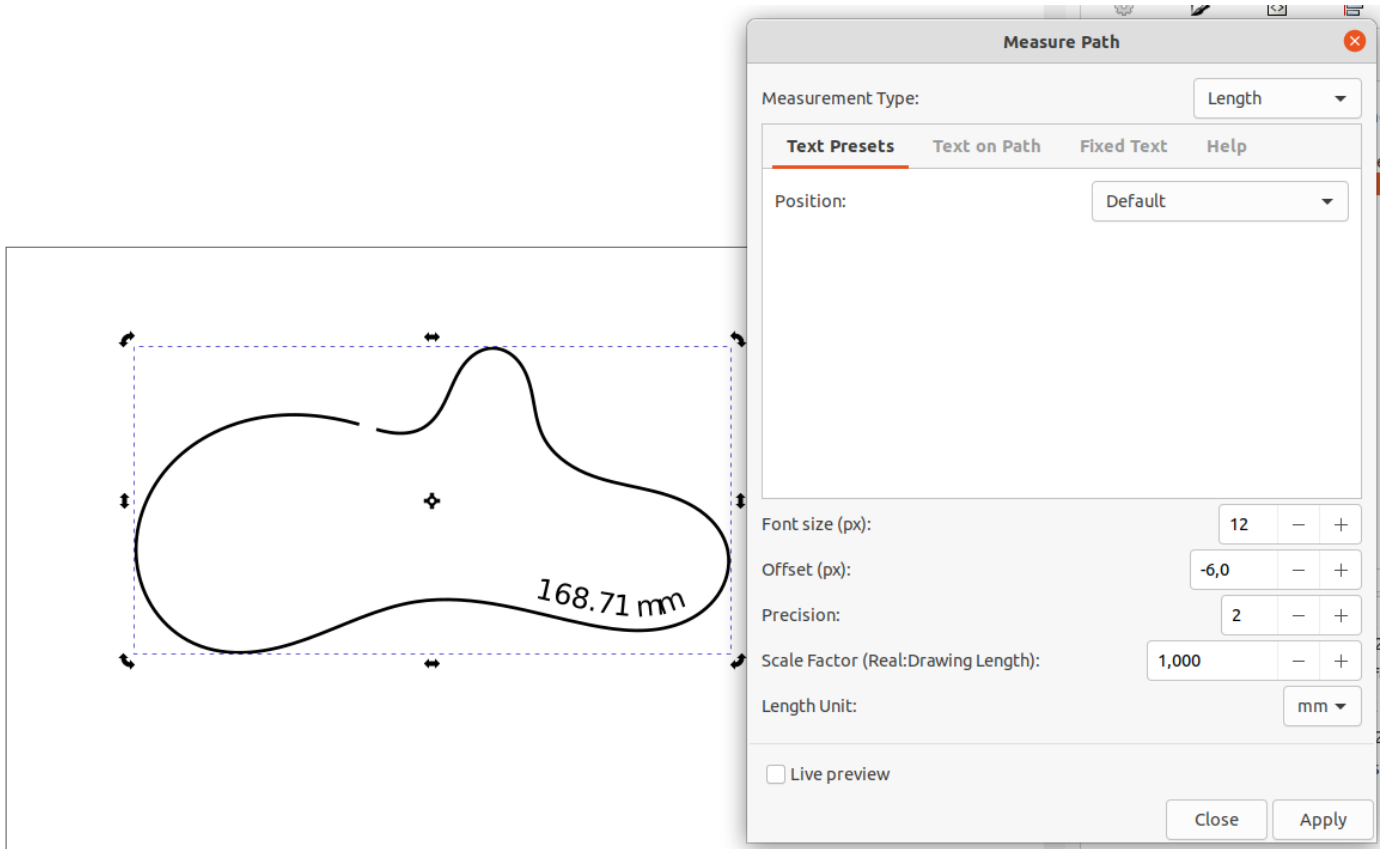 Measure Path
Measurement Type: Length
Text Presets Text on Path Fixed Text Help
Position: Default
Font size (px): 12
Offset (px): -6,0
Precision: 2
Scale Factor (Real:Drawing Length): 1,000
Length Unit: mm
Live preview
Close Apply
168.71 mm